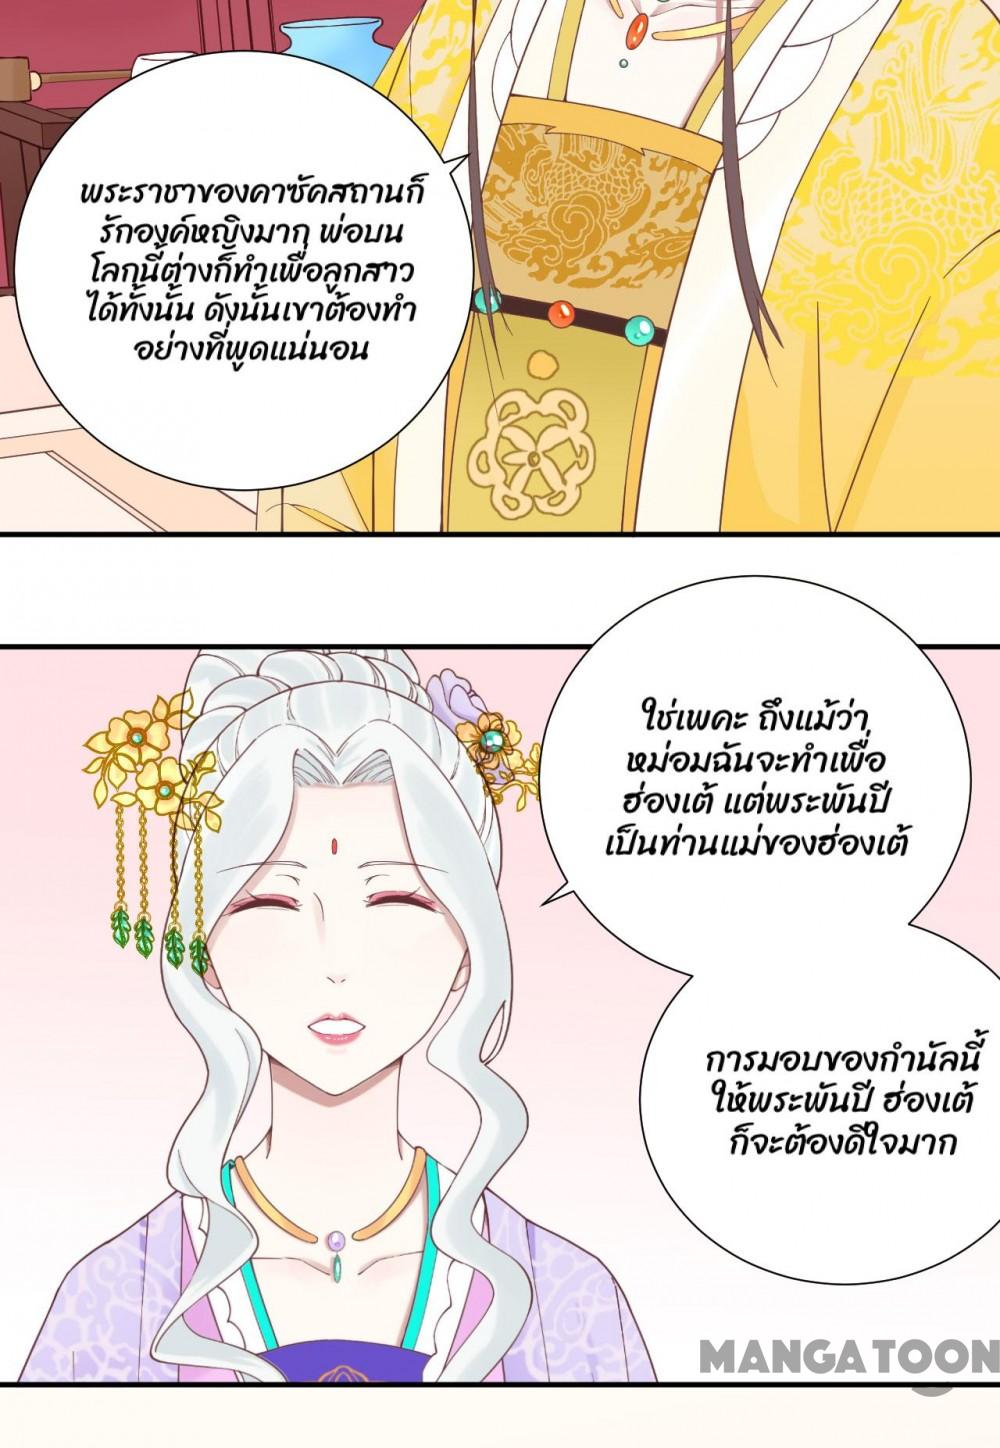 พระราชาของคาซัคสถานก็
รักองค์หญิงมาก พ่อบน
โลกนี้ต่างก็ทำเพื่อลูกสาว
ได้ทั้งนั้น ดังนั้นเขาต้องทำ
อย่างที่พูดแน่นอน
ใช่เพคะ ถึงแม้ว่า
หม่อมฉันจะทำเพื่อ
ฮ่องเต้ แต่พระพันปี
เป็นท่านแม่ของฮ่องเต้
การมอบของกำนัลนี้
ให้พระพันปี ฮ่องเต้
ก็จะต้องดีใจมาก
MANGATOON